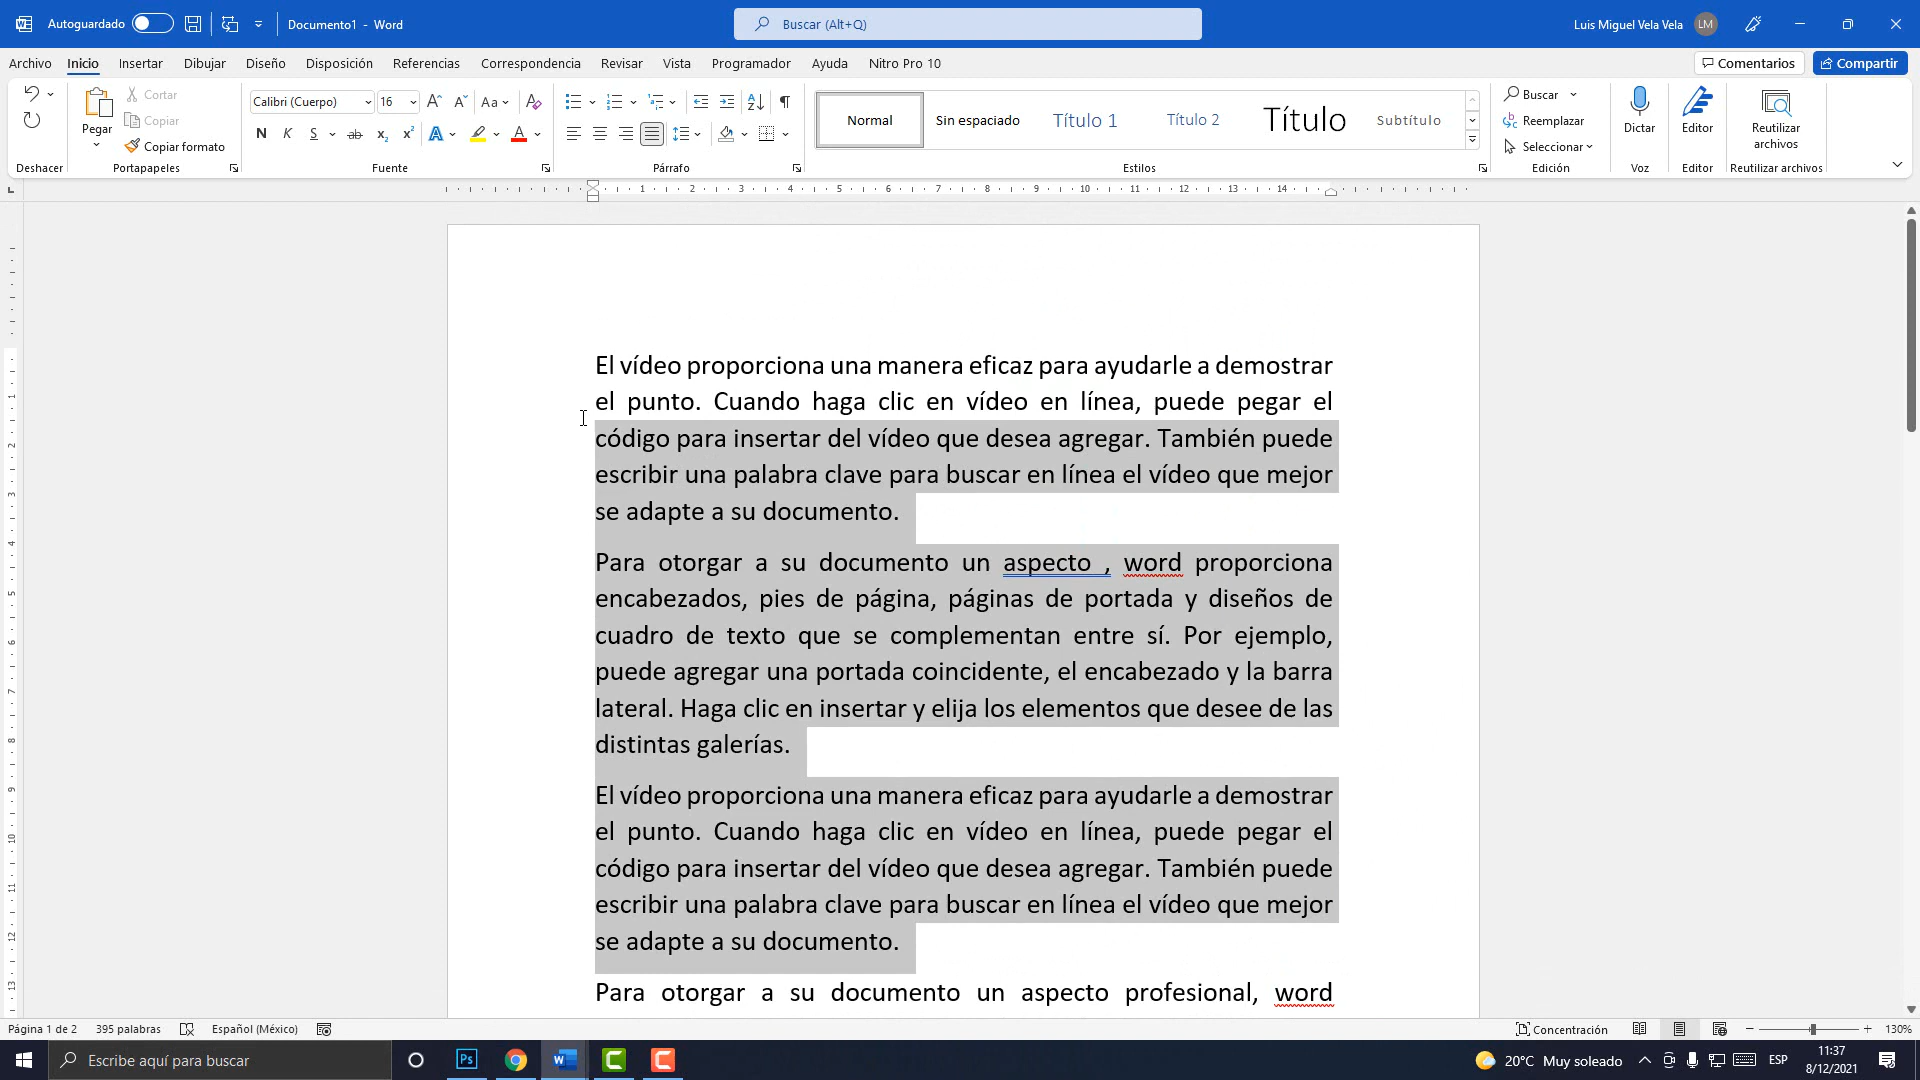 Autoguardado
Documento1 - Word
Buscar (Alt+Q)
Luis Miguel Vela Vela
LM
Archivo
Inicio
Insertar
Dibujar
Diseño
Disposición
Referencias
Correspondencia
Revisar
Vista
Programador
Ayuda
Nitro Pro 10
Comentarios
Compartir
Deshacer
Pegar
Cortar
Copiar
Copiar formato
Portapapeles
Calibri (Cuerpo)
16
Fuente
Párrafo
Normal
Sin espaciado
Título 1
Título 2
Título
Subtítulo
Estilos
Buscar
Reemplazar
Seleccionar
Edición
Dictar
Voz
Editor
Editor
Reutilizar archivos
Reutilizar archivos
El vídeo proporciona una manera eficaz para ayudarle a demostrar
el punto. Cuando haga clic en vídeo en línea, puede pegar el
código para insertar del vídeo que desea agregar. También puede
escribir una palabra clave para buscar en línea el vídeo que mejor
se adapte a su documento.
Para otorgar a su documento un aspecto , word proporciona
encabezados, pies de página, páginas de portada y diseños de
cuadro de texto que se complementan entre sí. Por ejemplo,
puede agregar una portada coincidente, el encabezado y la barra
lateral. Haga clic en insertar y elija los elementos que desee de las
distintas galerías.
El vídeo proporciona una manera eficaz para ayudarle a demostrar
el punto. Cuando haga clic en vídeo en línea, puede pegar el
código para insertar del vídeo que desea agregar. También puede
escribir una palabra clave para buscar en línea el vídeo que mejor
se adapte a su documento.
Para otorgar a su documento un aspecto profesional, word
Página 1 de 2
395 palabras
Español (México)
Concentración
130%
Escribe aquí para buscar
Ps
20°C Muy soleado
ESP
11:37
8/12/2021